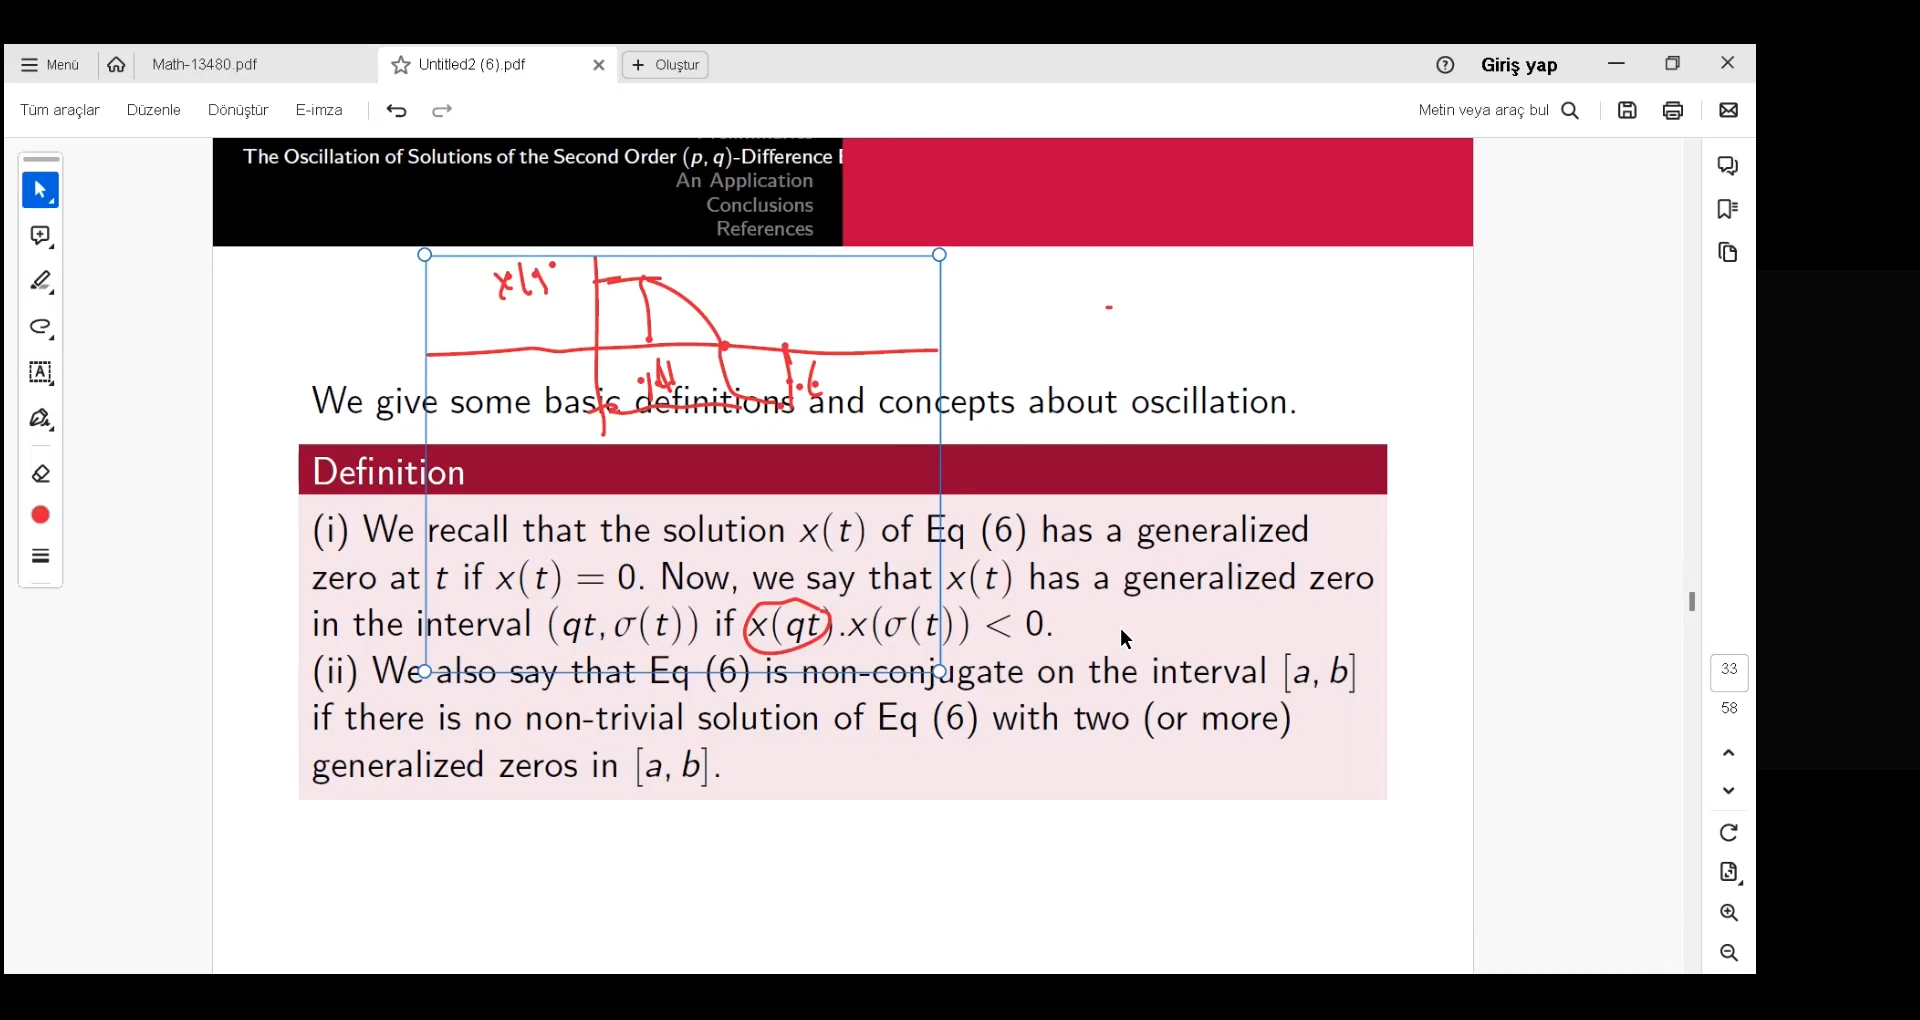 Menü
Math-13480.pdf
Untitled2 (6).pdf
Oluştur
Giriş yap
Tüm araçlar
Düzenle
Dönüştür
E-imza
Metin veya araç bul
The Oscillation of Solutions of the Second Order (p, q)-Difference
An Application
Conclusions
References
We give some basic definitions and concepts about oscillation.
Definition
(i) We recall that the solution x(t) of Eq (6) has a generalized
zero at t if x(t) = 0. Now, we say that x(t) has a generalized zero
in the interval (qt, σ(t)) if x(qt).x(σ(t)) < 0.
(ii) We also say that Eq (6) is non-conjugate on the interval [a, b]
if there is no non-trivial solution of Eq (6) with two (or more)
generalized zeros in [a, b].
33
58